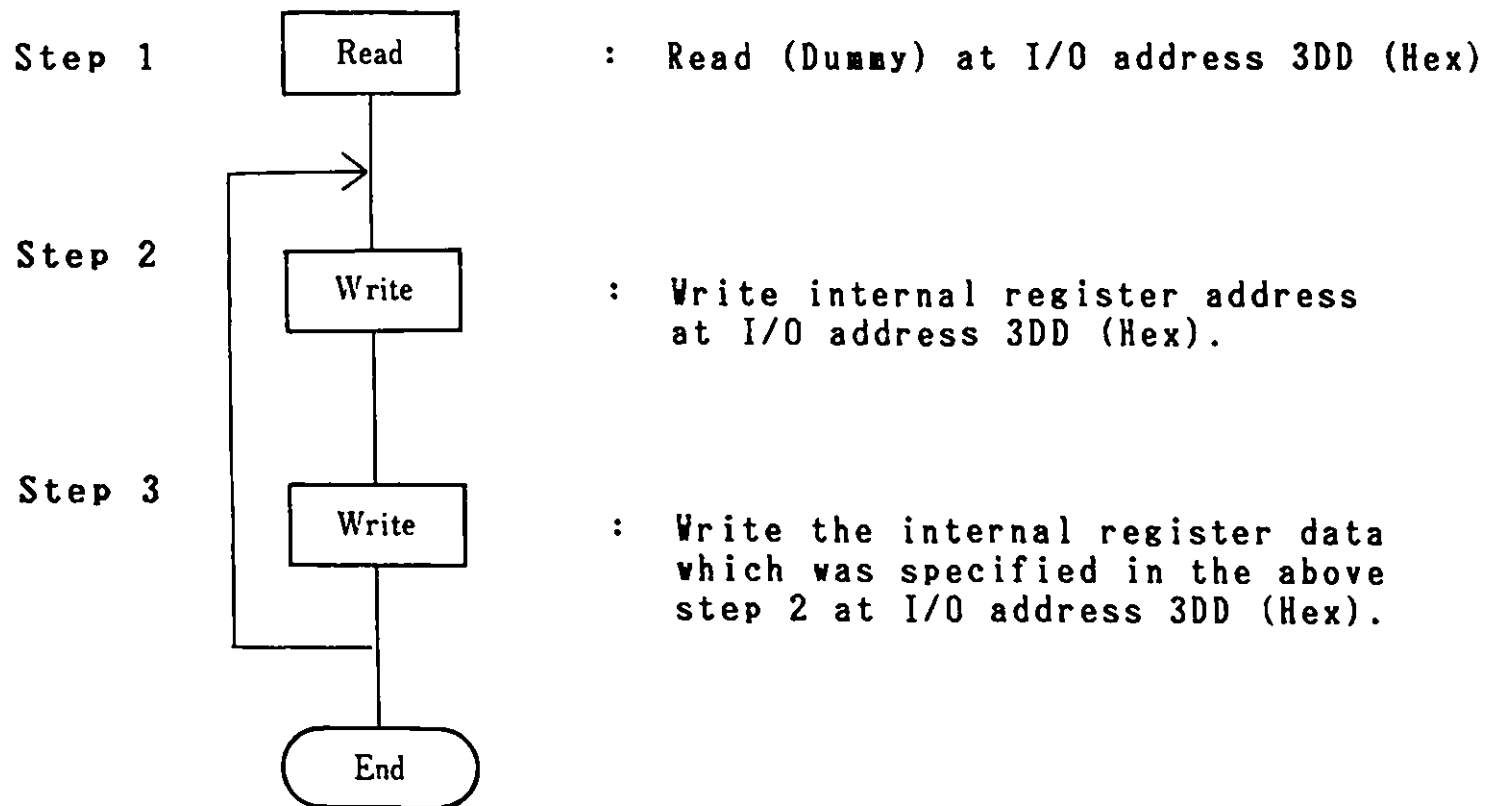 Step 1
Read
: Read (Dummy) at I/O address 3DD (Hex)
Step 2
Write
: Write internal register address
at I/O address 3DD (Hex).
Step 3
Write
: Write the internal register data
which was specified in the above
step 2 at I/O address 3DD (Hex).
End